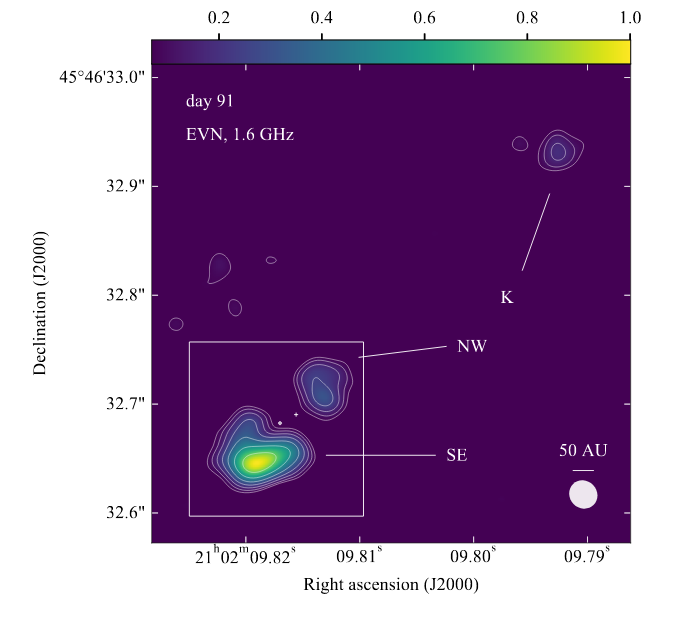 0.2 0.4 0.6 0.8 1.0
45°46'33.0"
day 91
EVN, 1.6 GHz
32.9"
K
32.8"
NW
32.7"
SE
50 AU
32.6"
21ʰ02ᵐ09.82ˢ 09.81ˢ 09.80ˢ 09.79ˢ
Right ascension (J2000)
Declination (J2000)